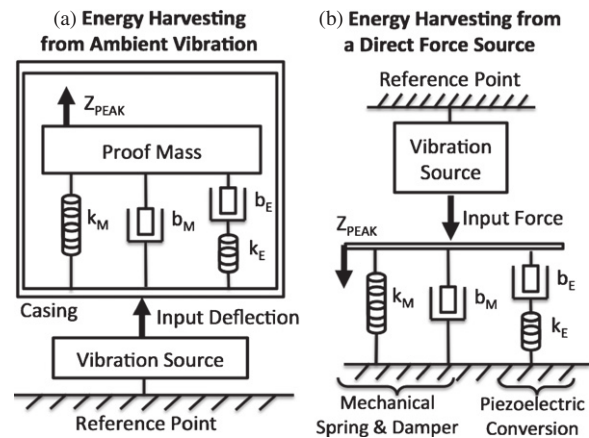 (a) Energy Harvesting
from Ambient Vibration
Z_PEAK
Proof Mass
k_M
b_M
b_E
k_E
Casing
Input Deflection
Vibration Source
Reference Point
(b) Energy Harvesting from
a Direct Force Source
Reference Point
Vibration
Source
Input Force
Z_PEAK
k_M
b_M
b_E
k_E
Mechanical
Spring & Damper
Piezoelectric
Conversion